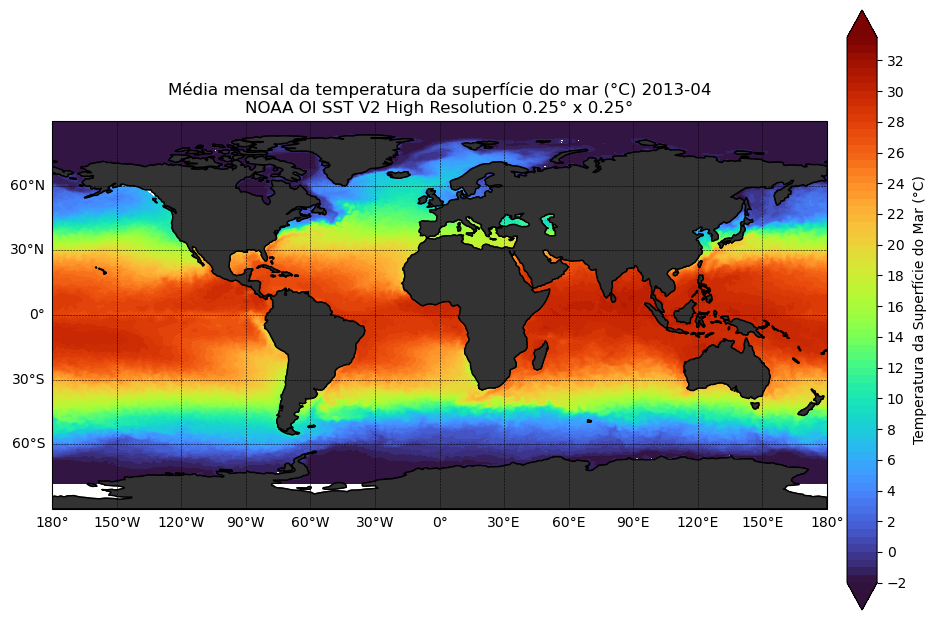 Média mensal da temperatura da superfície do mar (°C) 2013-04
NOAA OI SST V2 High Resolution 0.25° x 0.25°
60°N
30°N
0°
30°S
60°S
180° 150°W 120°W 90°W 60°W 30°W 0° 30°E 60°E 90°E 120°E 150°E 180°
32
30
28
26
24
22
20
18
16
14
12
10
8
6
4
2
0
−2
Temperatura da Superfície do Mar (°C)